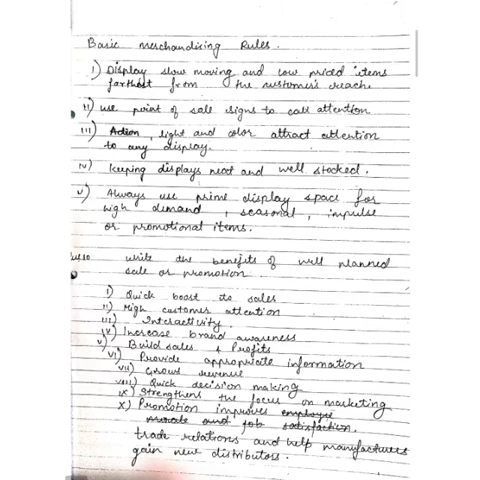 Basic merchandising Rules.
i) Display slow moving and low priced items
farthest from the customer's reach.
ii) use point of sale signs to call attention
iii) Action, light and color attract attention
to any display.
iv) keeping displays neat and well stocked.
v) Always use prime display space for
high demand, seasonal, impulse
or promotional items.
write the benefits of well planned
sale or promotion
i) Quick boost to sales
ii) High customer attention
iii) Interactivity
iv) Increase brand awareness
v) Build sales & Profits
vi) Provide appropriate information
vii) Grows revenue
viii) Quick decision making
ix) Strengthens the focus on marketing
x) Promotion improves employee
morale and job satisfaction.
trade relations and help manufactures
gain new distributors.